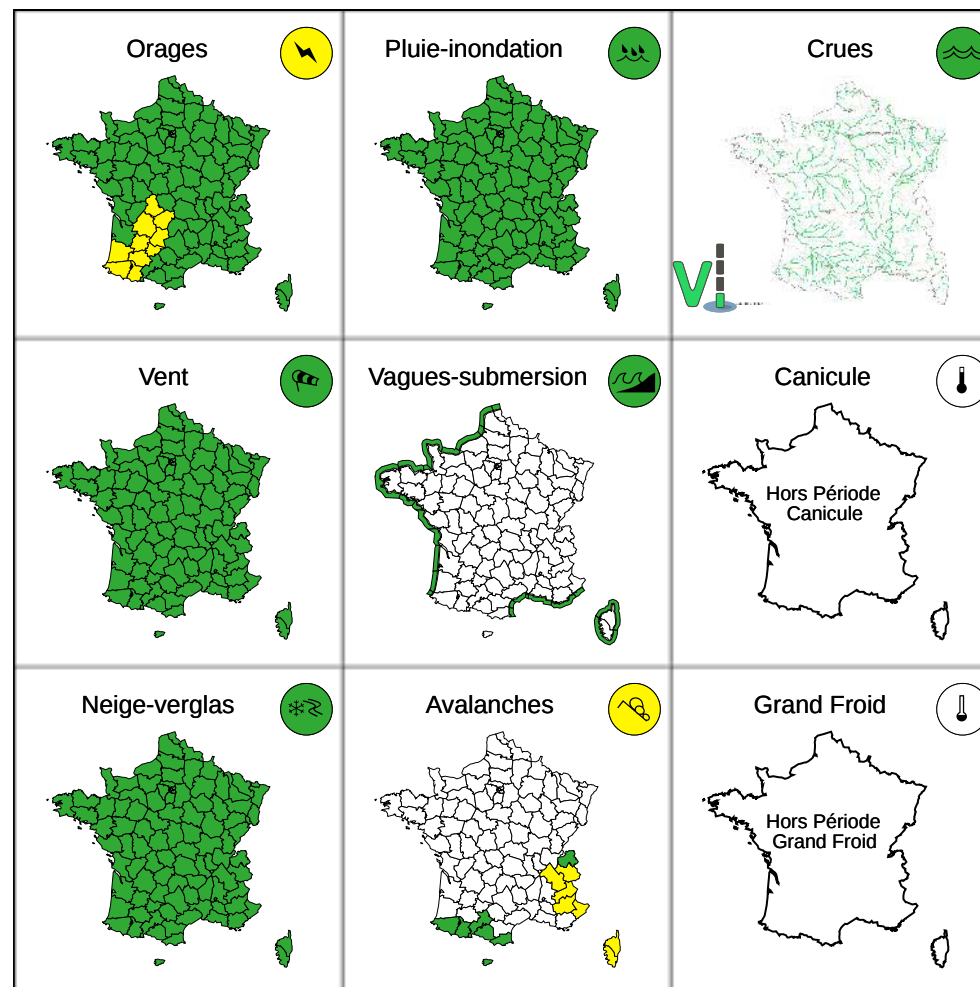 Orages
Pluie-inondation
Crues
Vent
Vagues-submersion
Canicule
Hors Période
Canicule
Neige-verglas
Avalanches
Grand Froid
Hors Période
Grand Froid